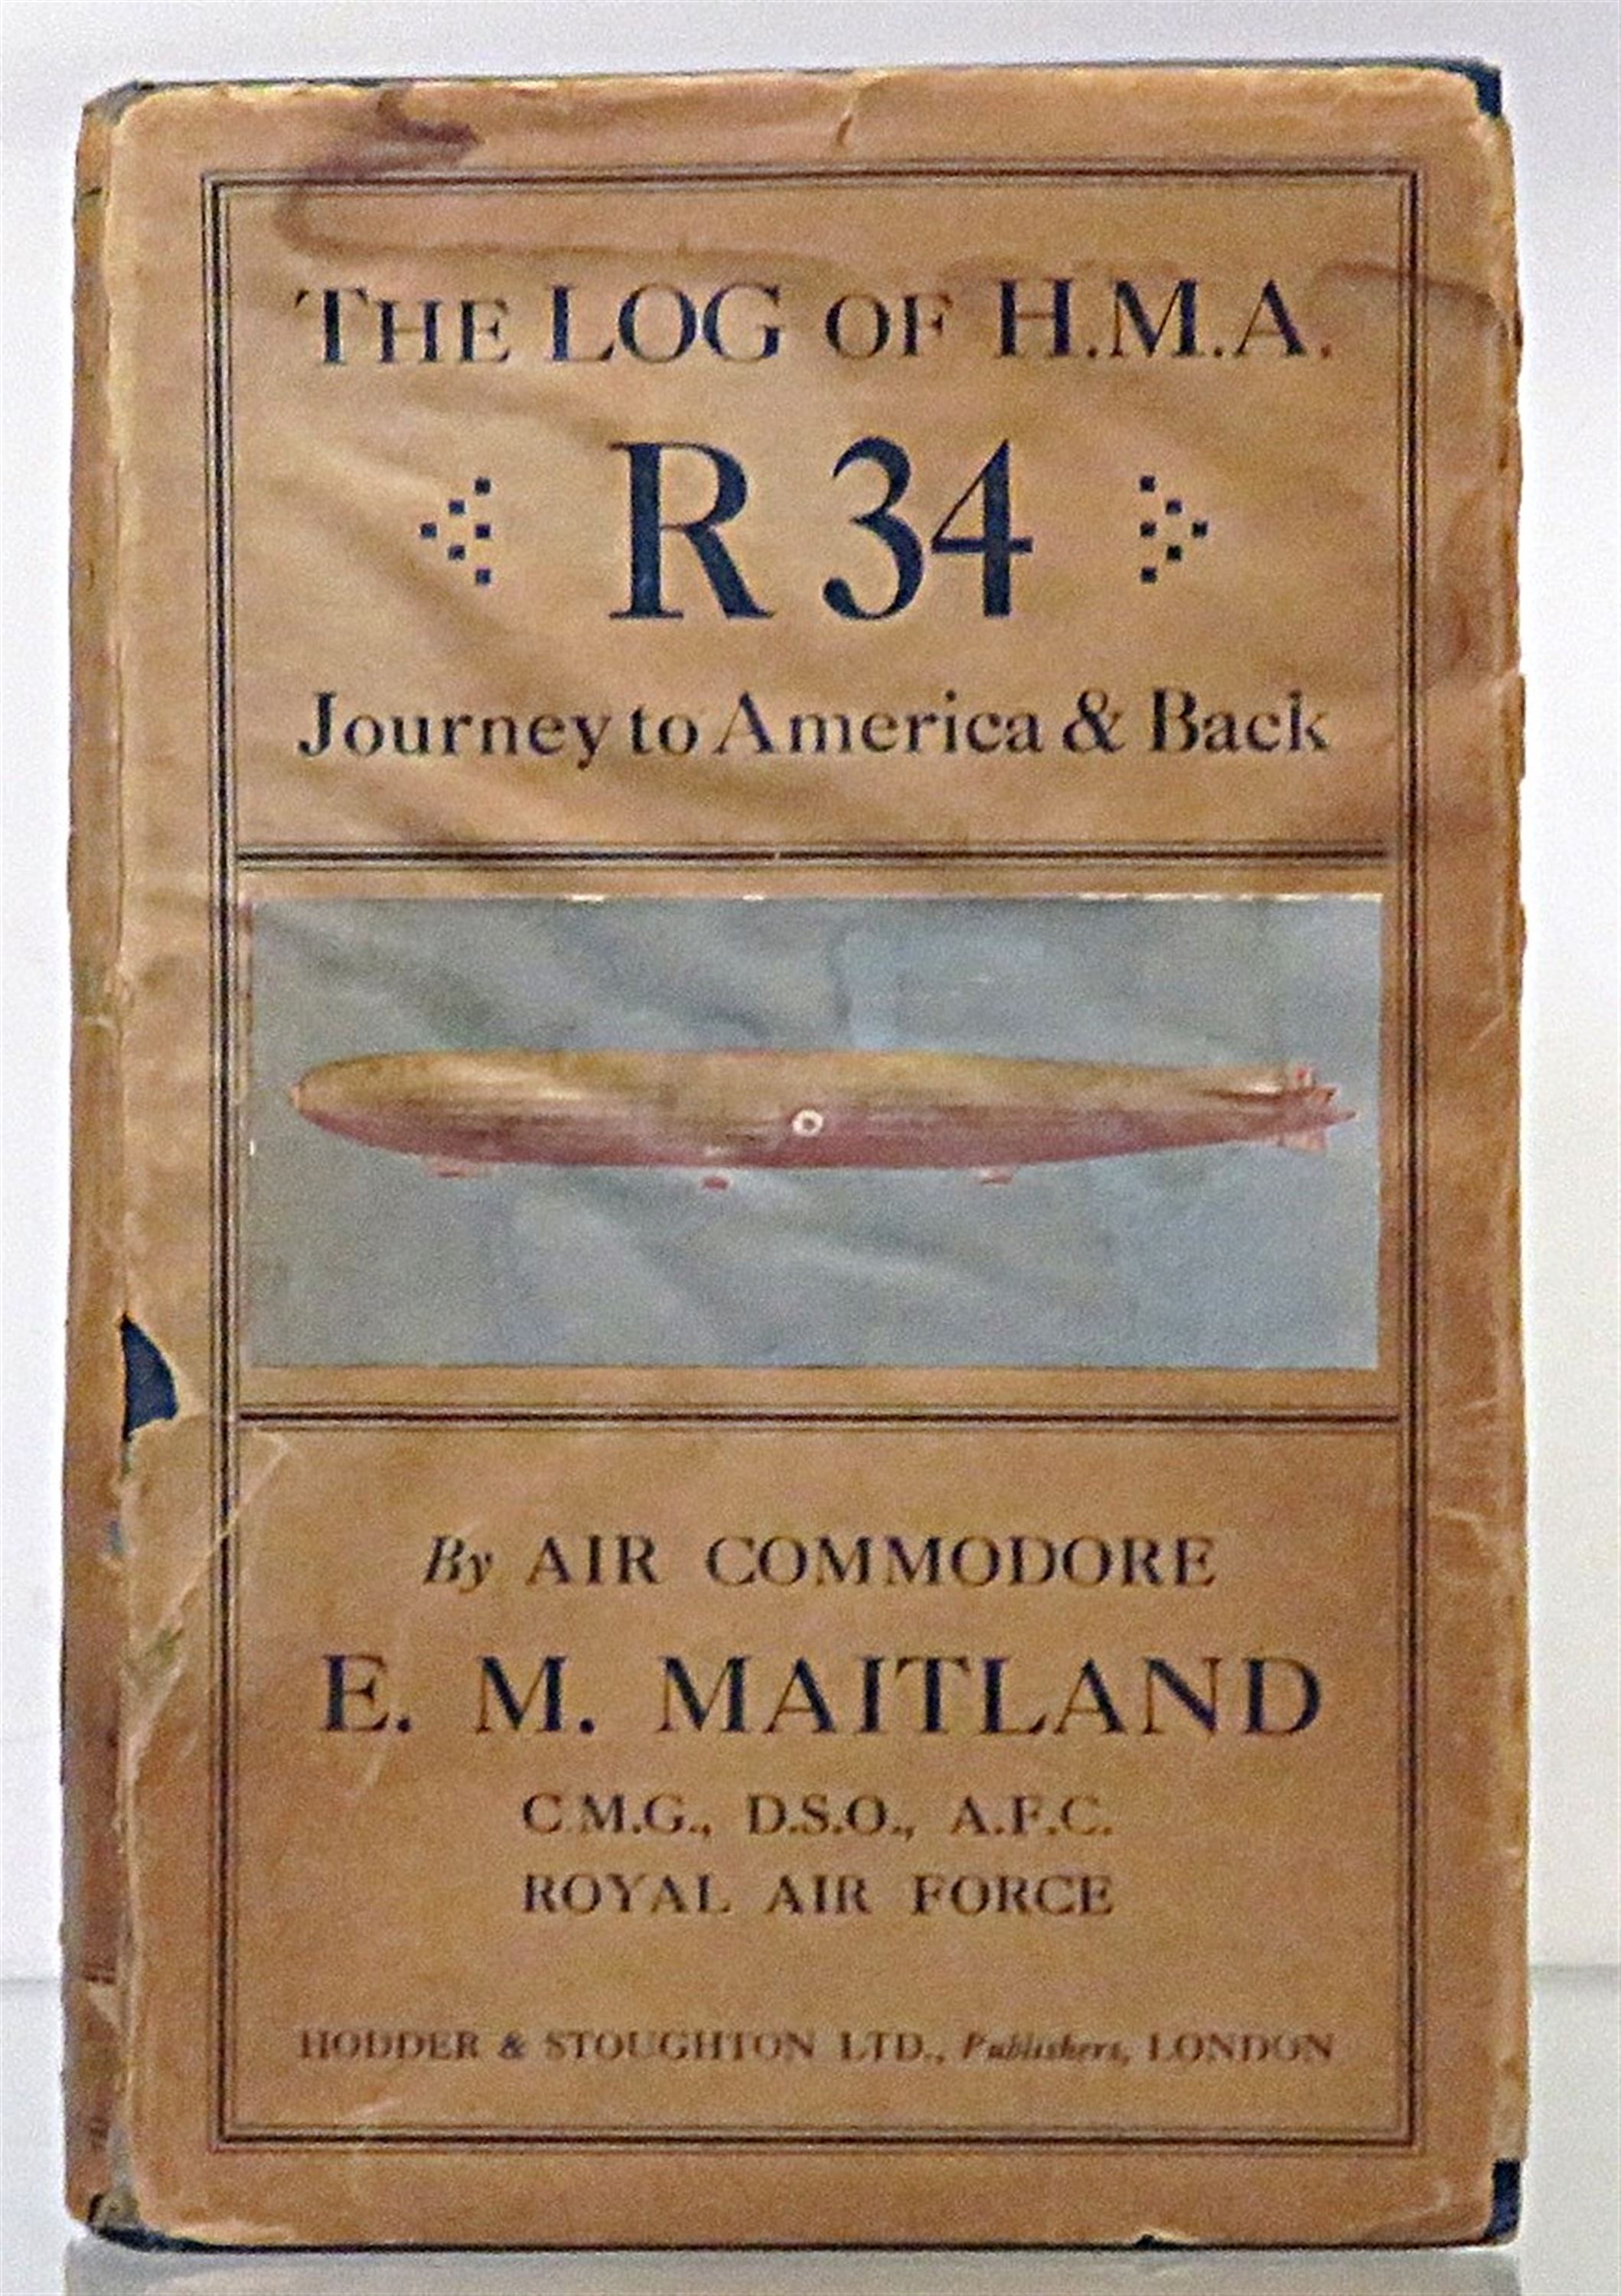 THE LOG OF H.M.A.
R 34
Journey to America & Back
By AIR COMMODORE
E. M. MAITLAND
C.M.G., D.S.O., A.F.C.
ROYAL AIR FORCE
HODDER & STOUGHTON LTD., Publishers, LONDON